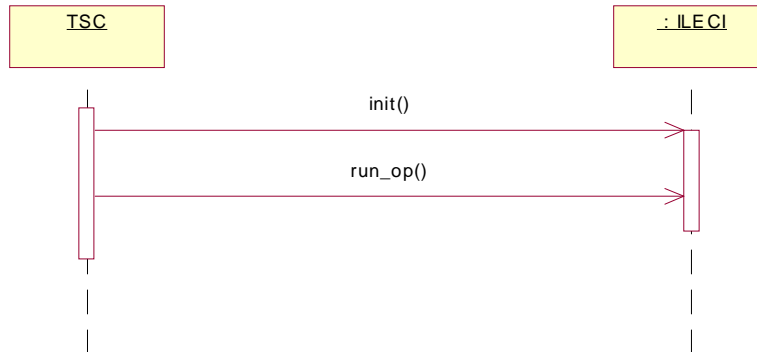 TSC
: ILECI
init()
run_op()